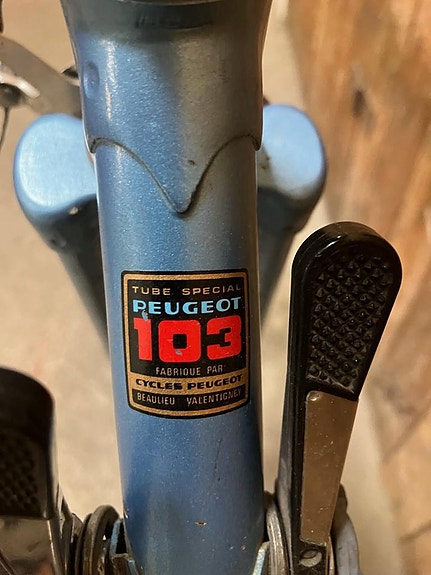 TUBE SPECIAL
PEUGEOT
103
FABRIQUE PAR
CYCLES PEUGEOT
BEAULIEU VALENTIGNEY